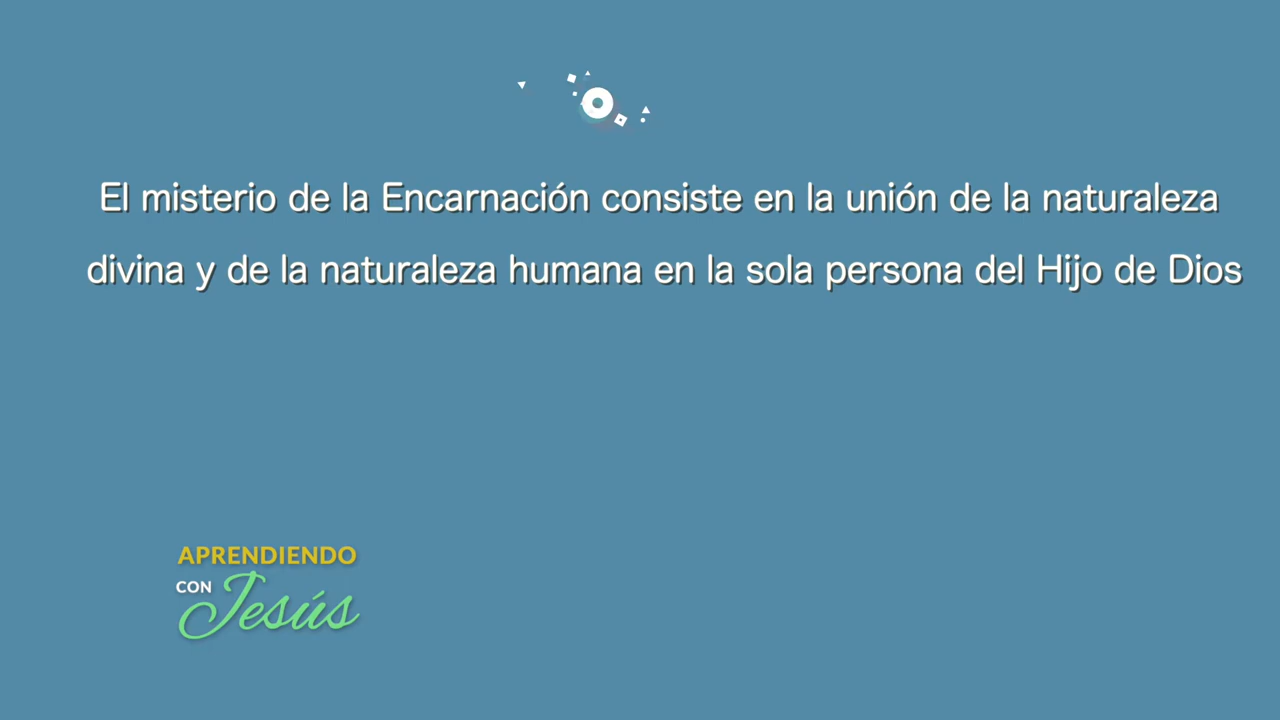 El misterio de la Encarnación consiste en la unión de la naturaleza
divina y de la naturaleza humana en la sola persona del Hijo de Dios
APRENDIENDO
CON Jesús